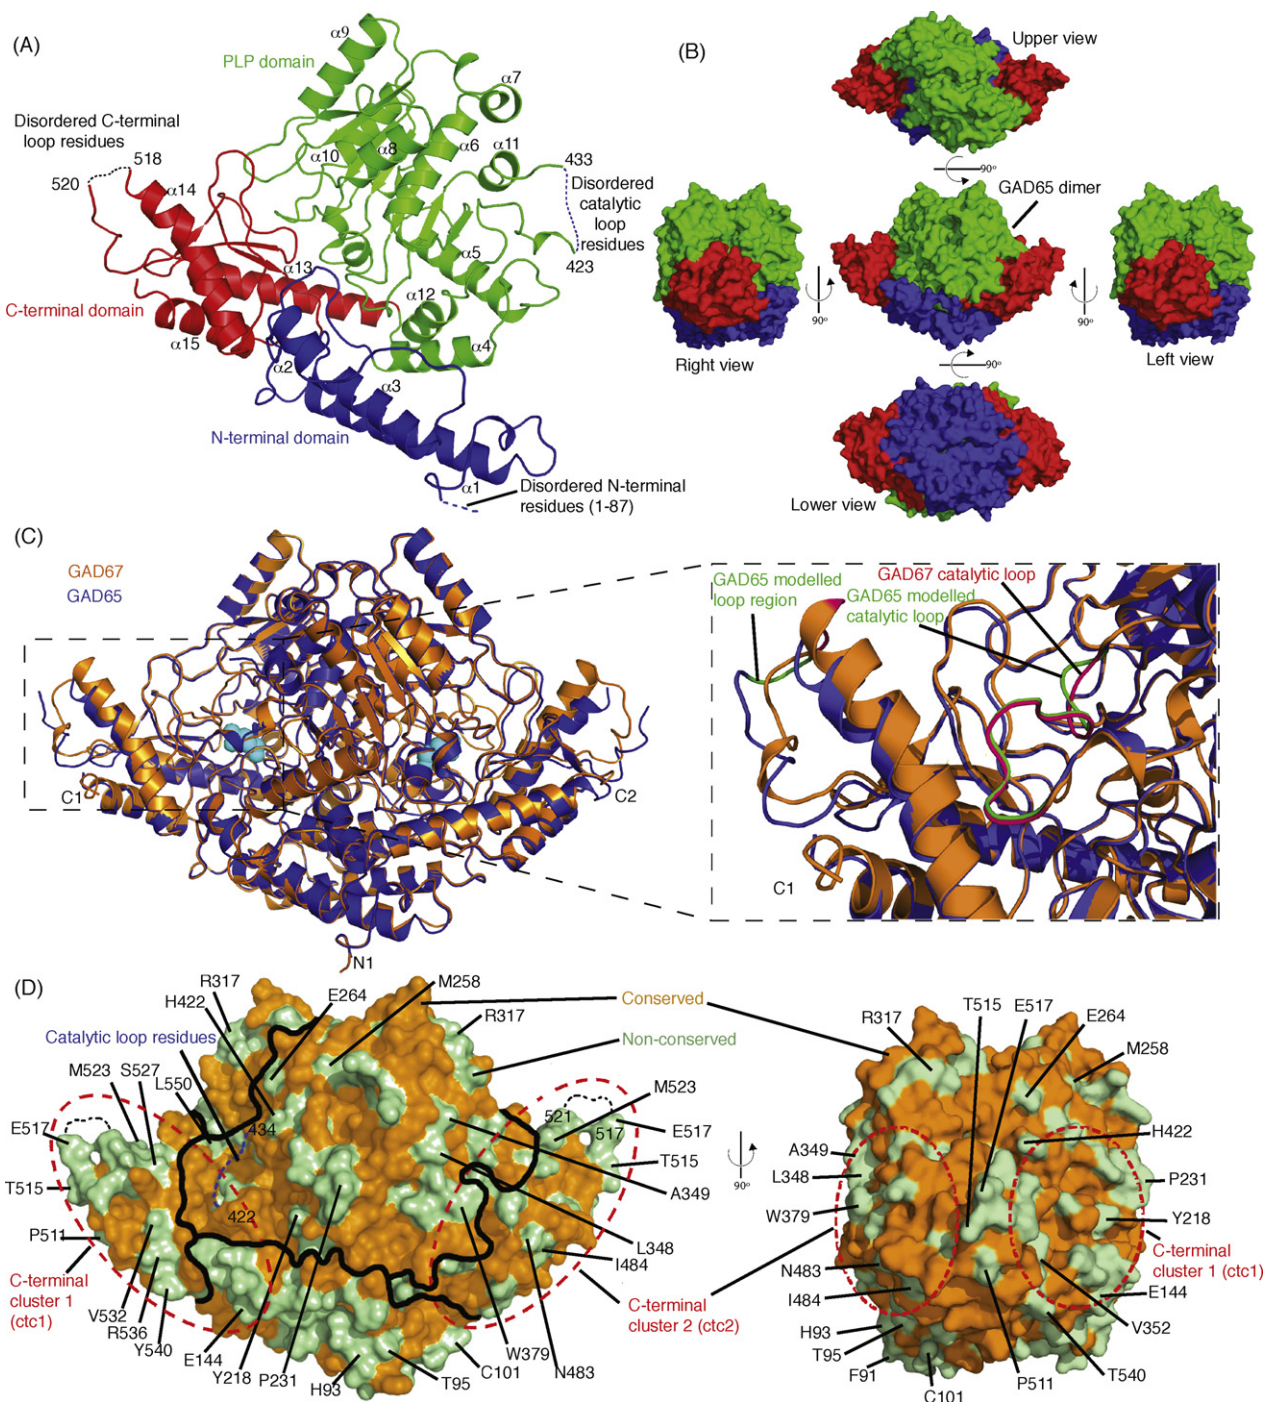 (A)
α9
PLP domain
α7
Disordered C-terminal
loop residues
518
520
α14
α10
α8
α6
α11
433
Disordered
catalytic
loop
residues
423
α5
α13
α12
C-terminal domain
α15
α2
α4
α3
N-terminal domain
α1
Disordered N-terminal
residues (1-87)
(B)
Upper view
90°
GAD65 dimer
90°
90°
Right view
Left view
90°
Lower view
(C)
GAD67
GAD65
C1
C2
N1
GAD65 modelled
loop region
GAD67 catalytic loop
GAD65 modelled
catalytic loop
C1
(D)
R317
H422
E264
M258
Conserved
R317
Catalytic loop residues
Non-conserved
M523
S527
L550
M523
E517
434
521
517
E517
T515
T515
A349
422
P511
L348
I484
C-terminal
cluster 1
(ctc1)
C-terminal
cluster 2 (ctc2)
V532
R536
Y540
E144
Y218
P231
H93
T95
C101
W379
N483
90°
R317
T515
E517
E264
M258
H422
A349
L348
P231
W379
Y218
N483
C-terminal
cluster 1 (ctc1)
I484
E144
H93
V352
T95
F91
C101
P511
T540